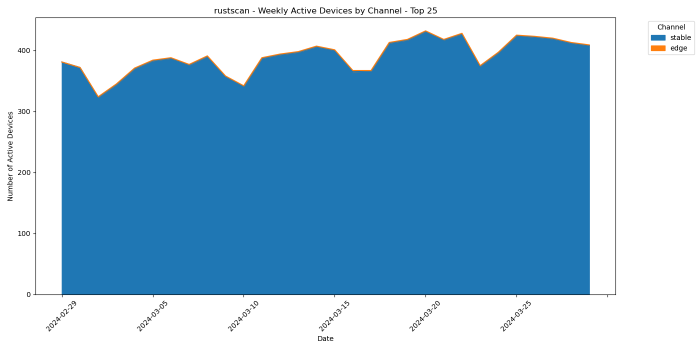 rustscan - Weekly Active Devices by Channel - Top 25
Channel
stable
edge
Number of Active Devices
400
300
200
100
0
2024-02-29
2024-03-05
2024-03-10
2024-03-15
2024-03-20
2024-03-25
Date